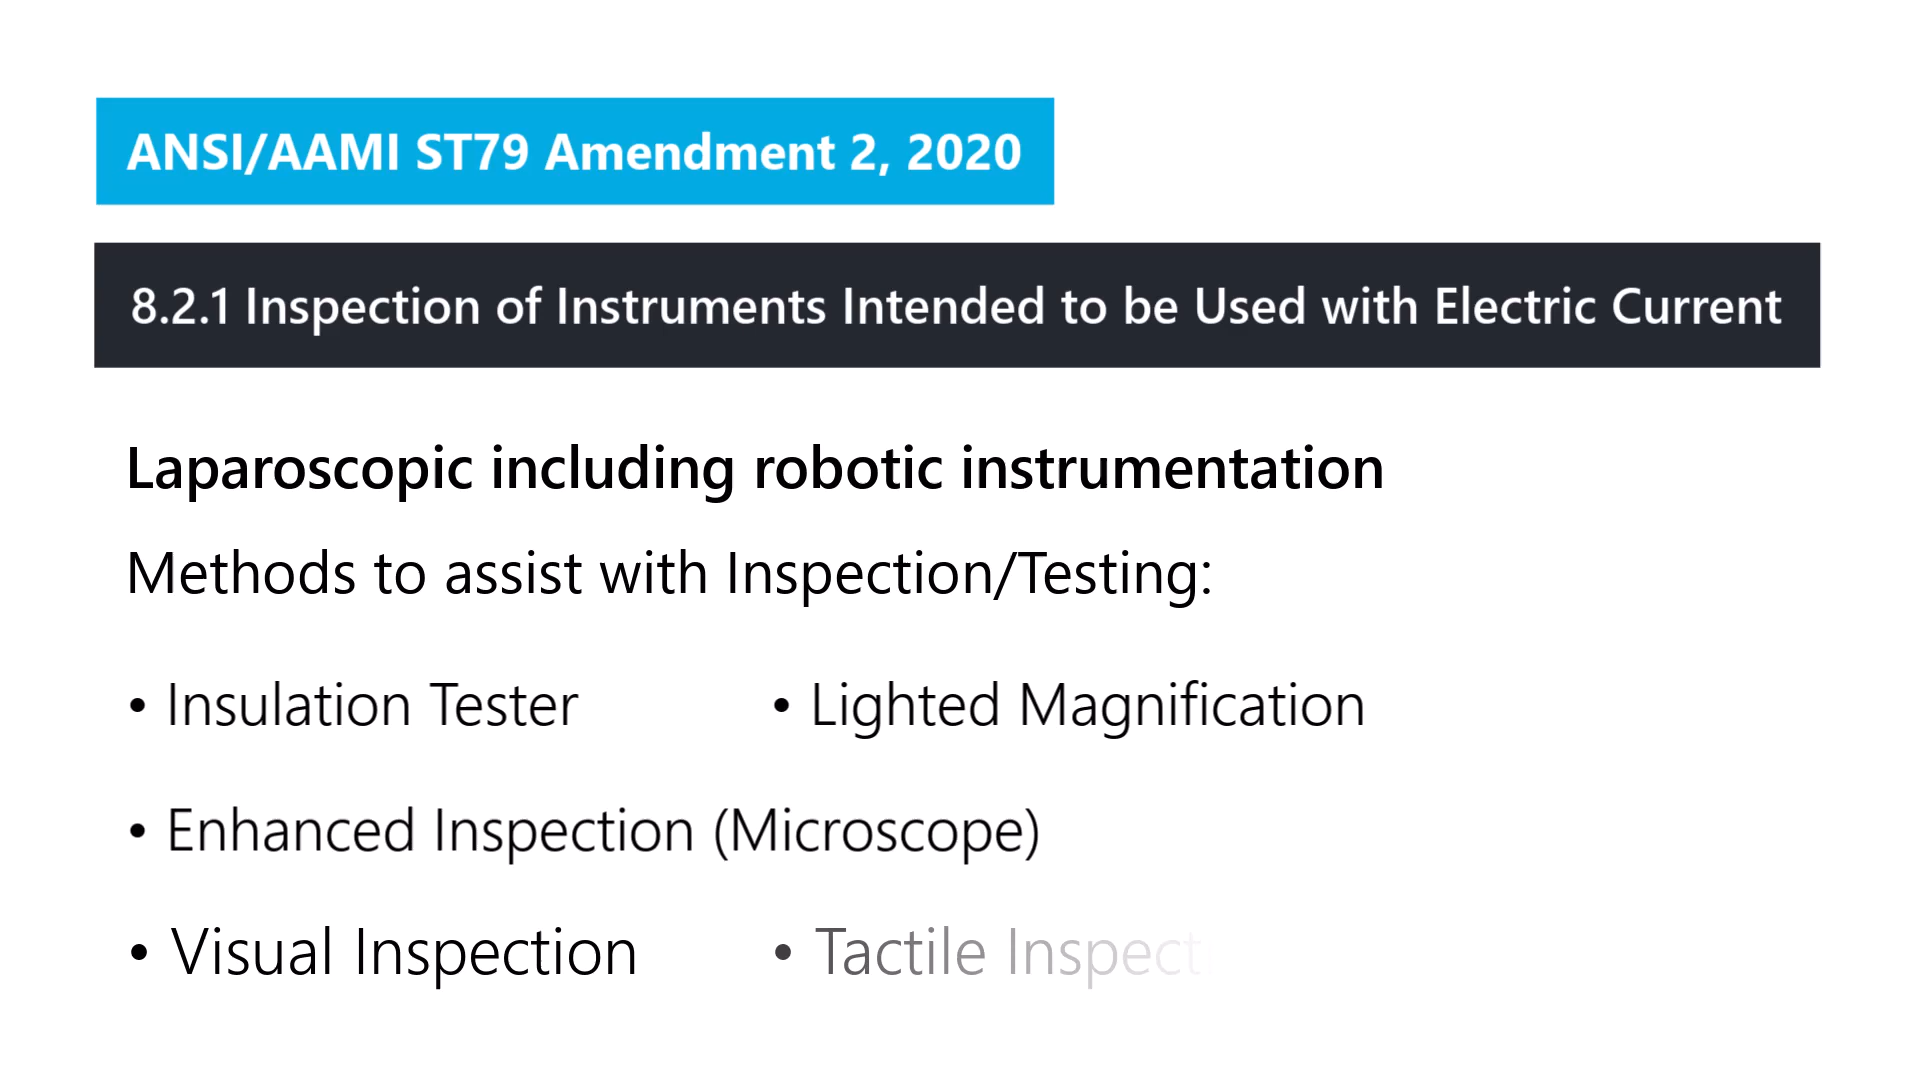 ANSI/AAMI ST79 Amendment 2, 2020
8.2.1 Inspection of Instruments Intended to be Used with Electric Current
Laparoscopic including robotic instrumentation
Methods to assist with Inspection/Testing:
• Insulation Tester • Lighted Magnification
• Enhanced Inspection (Microscope)
• Visual Inspection • Tactile Inspect